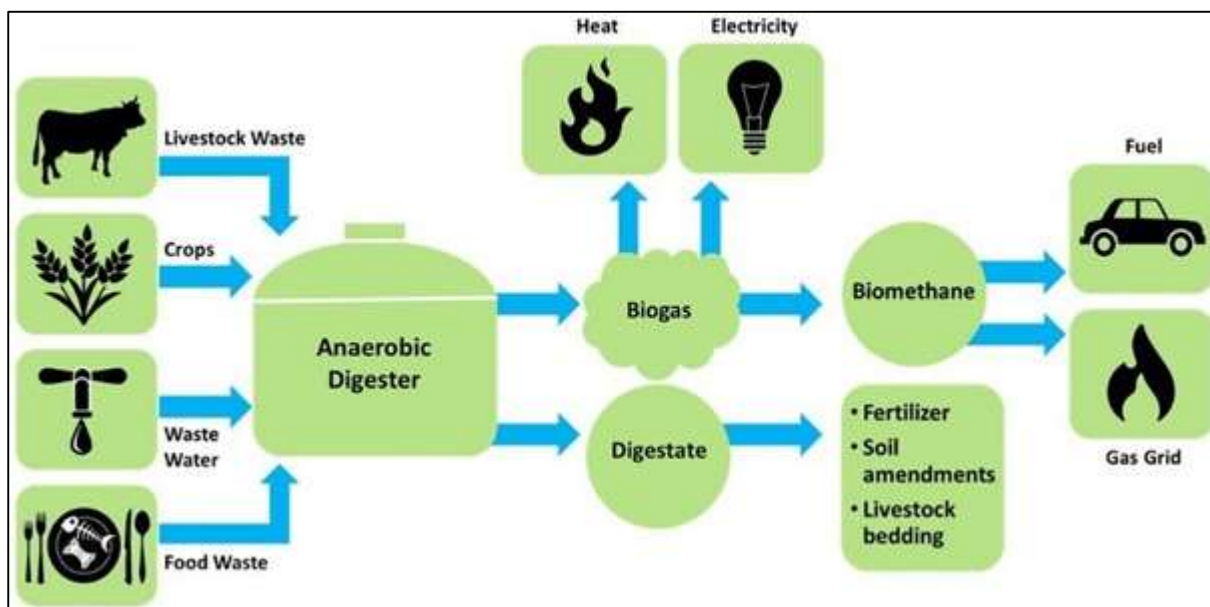 Heat
Electricity
Livestock Waste
Crops
Waste
Water
Food Waste
Anaerobic
Digester
Biogas
Digestate
Biomethane
• Fertilizer
• Soil
amendments
• Livestock
bedding
Fuel
Gas Grid